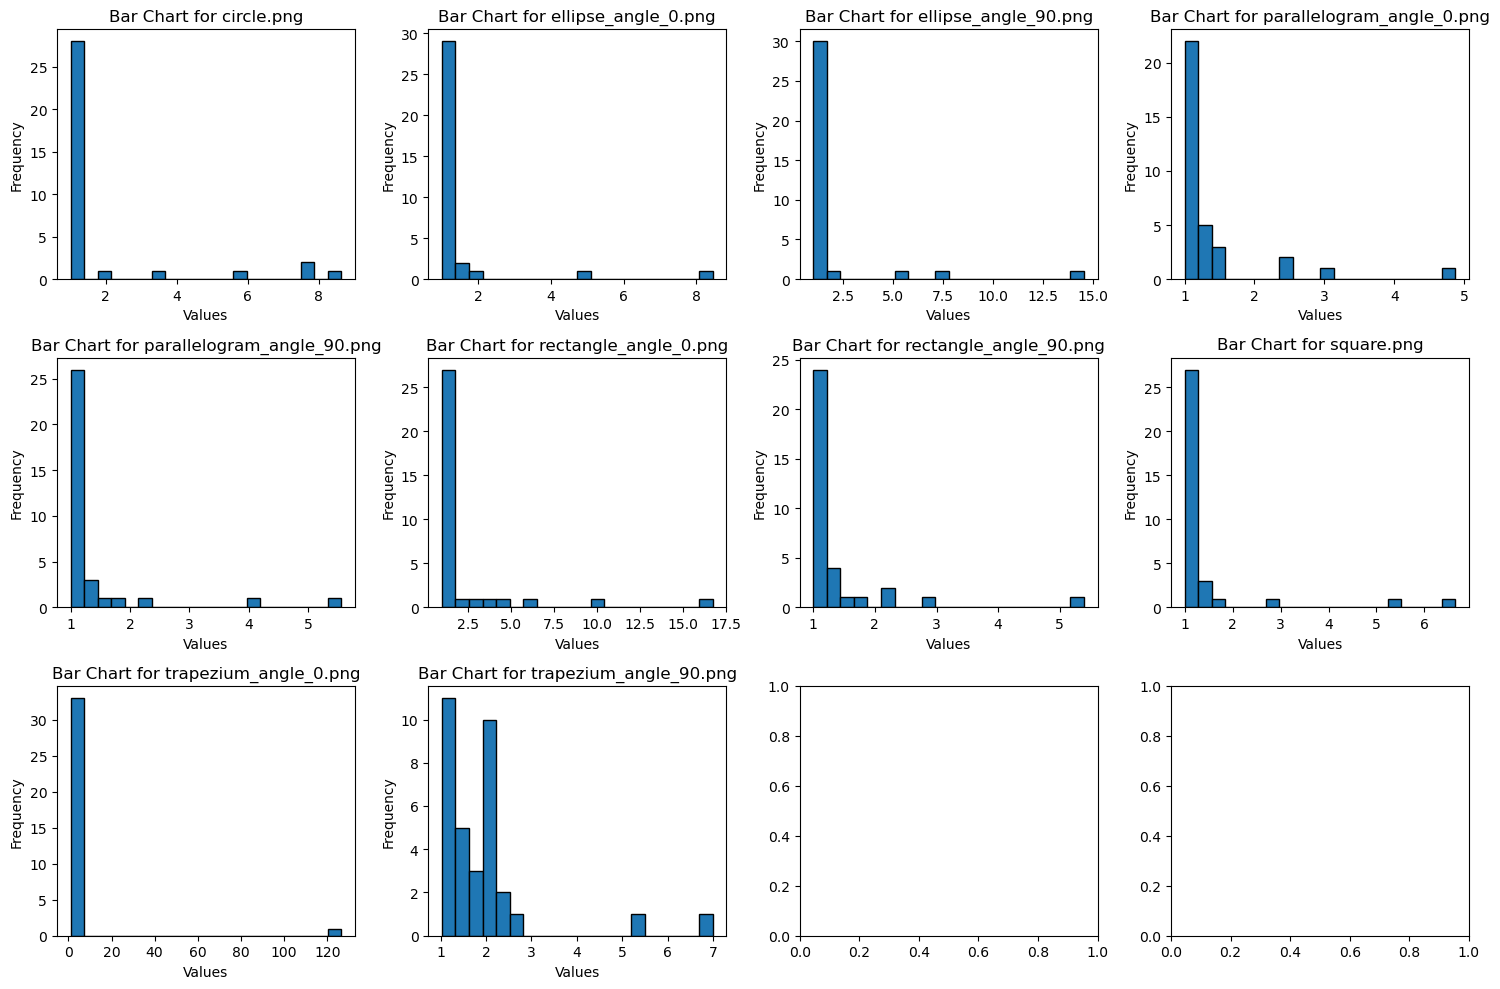 Bar Chart for circle.png
Frequency
25
20
15
10
5
0
2 4 6 8
Values
Bar Chart for ellipse_angle_0.png
Frequency
30
25
20
15
10
5
0
2 4 6 8
Values
Bar Chart for ellipse_angle_90.png
Frequency
30
25
20
15
10
5
0
2.5 5.0 7.5 10.0 12.5 15.0
Values
Bar Chart for parallelogram_angle_0.png
Frequency
20
15
10
5
0
1 2 3 4 5
Values
Bar Chart for parallelogram_angle_90.png
Frequency
25
20
15
10
5
0
1 2 3 4 5
Values
Bar Chart for rectangle_angle_0.png
Frequency
25
20
15
10
5
0
2.5 5.0 7.5 10.0 12.5 15.0 17.5
Values
Bar Chart for rectangle_angle_90.png
Frequency
25
20
15
10
5
0
1 2 3 4 5
Values
Bar Chart for square.png
Frequency
25
20
15
10
5
0
1 2 3 4 5 6
Values
Bar Chart for trapezium_angle_0.png
Frequency
30
25
20
15
10
5
0
0 20 40 60 80 100 120
Values
Bar Chart for trapezium_angle_90.png
Frequency
10
8
6
4
2
0
1 2 3 4 5 6 7
Values
1.0
0.8
0.6
0.4
0.2
0.0
0.0 0.2 0.4 0.6 0.8 1.0
1.0
0.8
0.6
0.4
0.2
0.0
0.0 0.2 0.4 0.6 0.8 1.0